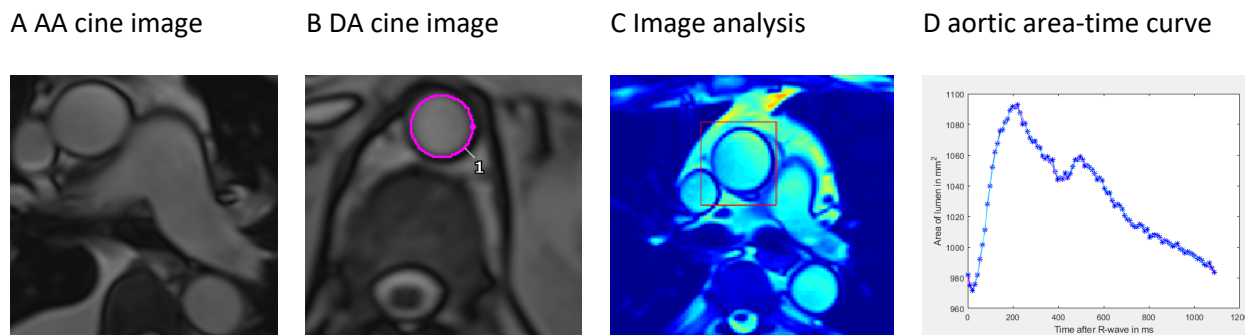 A AA cine image
B DA cine image
C Image analysis
D aortic area-time curve
1
1100
1080
1060
1040
1020
1000
980
960
Area of lumen in mm²
0
200
400
600
800
1000
1200
Time after R-wave in ms